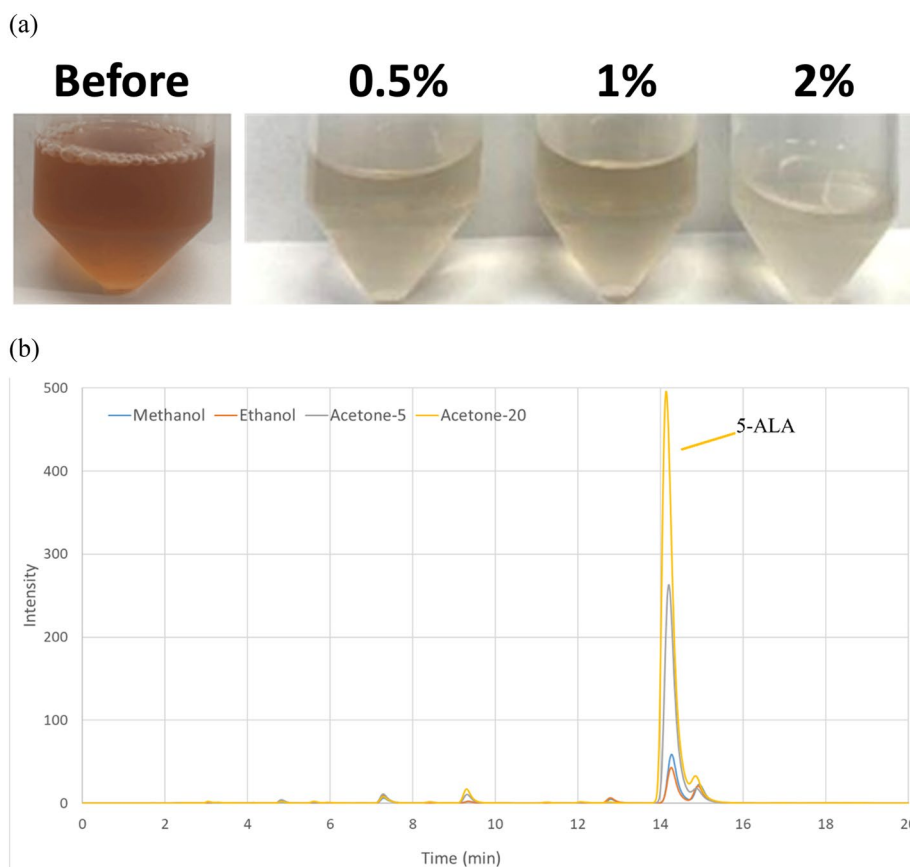 (a)
Before 0.5% 1% 2%
(b)
500
Methanol Ethanol Acetone-5 Acetone-20
5-ALA
400
300
Intensity
200
100
0
0 2 4 6 8 10 12 14 16 18 20
Time (min)